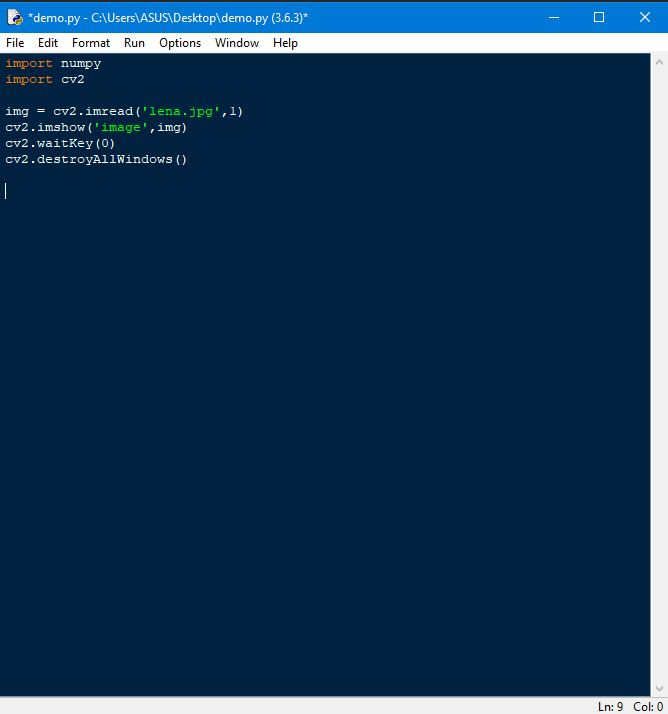 *demo.py - C:\Users\ASUS\Desktop\demo.py (3.6.3)*
File Edit Format Run Options Window Help
import numpy
import cv2
img = cv2.imread('lena.jpg',1)
cv2.imshow('image',img)
cv2.waitKey(0)
cv2.destroyAllWindows()
Ln: 9 Col: 0